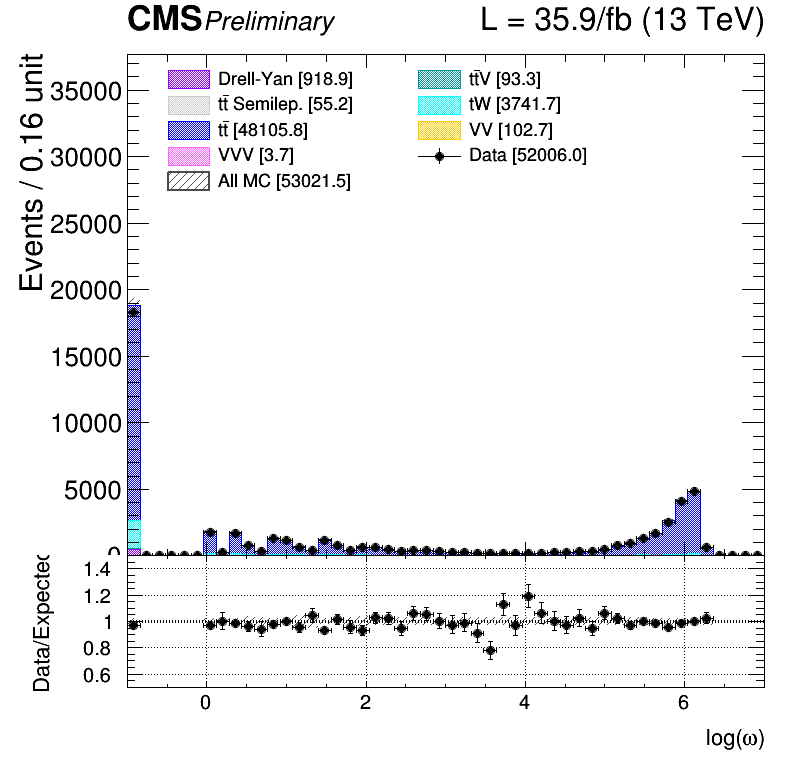 CMS Preliminary L = 35.9/fb (13 TeV)
Events / 0.16 unit
35000
30000
25000
20000
15000
10000
5000
0
Drell-Yan [918.9]
tt̄ Semilep. [55.2]
tt̄ [48105.8]
VVV [3.7]
All MC [53021.5]
tt̄V [93.3]
tW [3741.7]
VV [102.7]
Data [52006.0]
Data/Expected
1.4
1.2
1
0.8
0.6
0 2 4 6
log(ω)